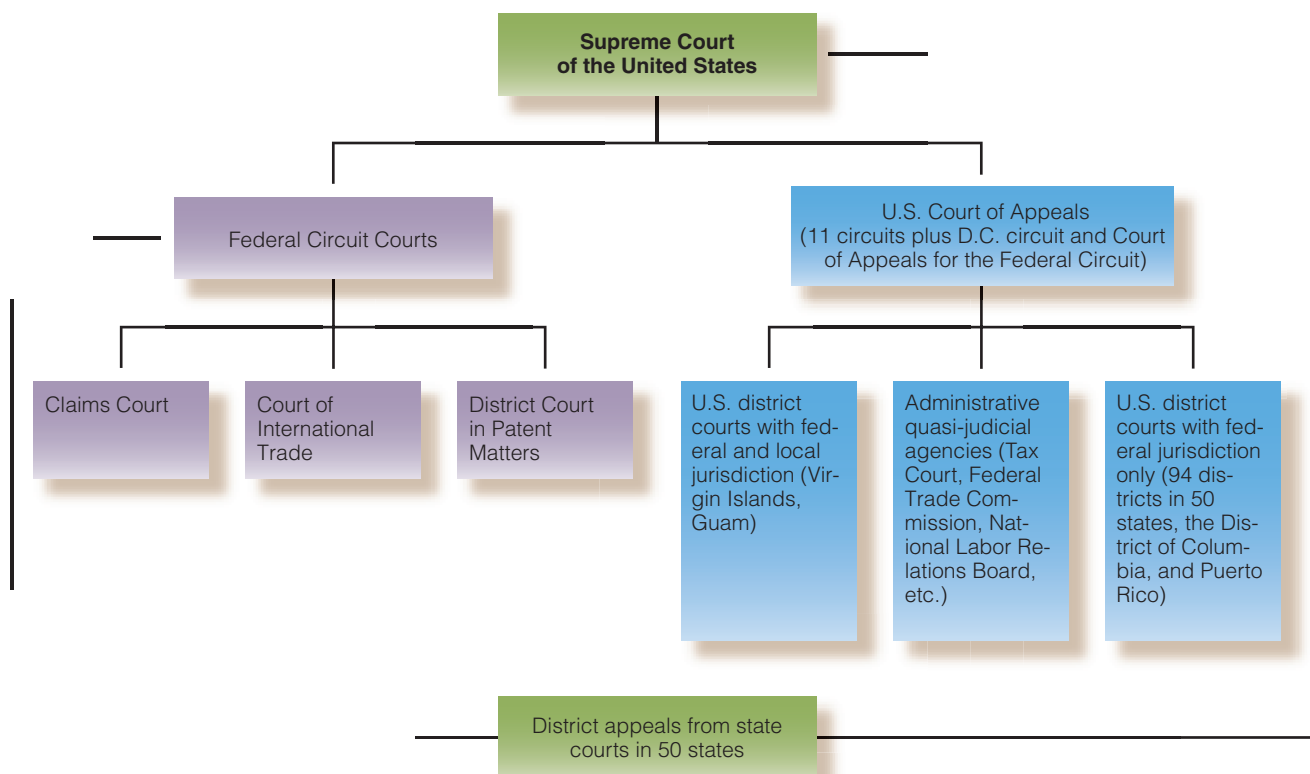 Supreme Court
of the United States
Federal Circuit Courts
U.S. Court of Appeals
(11 circuits plus D.C. circuit and Court
of Appeals for the Federal Circuit)
Claims Court
Court of
International
Trade
District Court
in Patent
Matters
U.S. district
courts with fed-
eral and local
jurisdiction (Vir-
gin Islands,
Guam)
Administrative
quasi-judicial
agencies (Tax
Court, Federal
Trade Com-
mission, Nat-
ional Labor Re-
lations Board,
etc.)
U.S. district
courts with fed-
eral jurisdiction
only (94 dis-
tricts in 50
states, the Dis-
trict of Colum-
bia, and Puerto
Rico)
District appeals from state
courts in 50 states